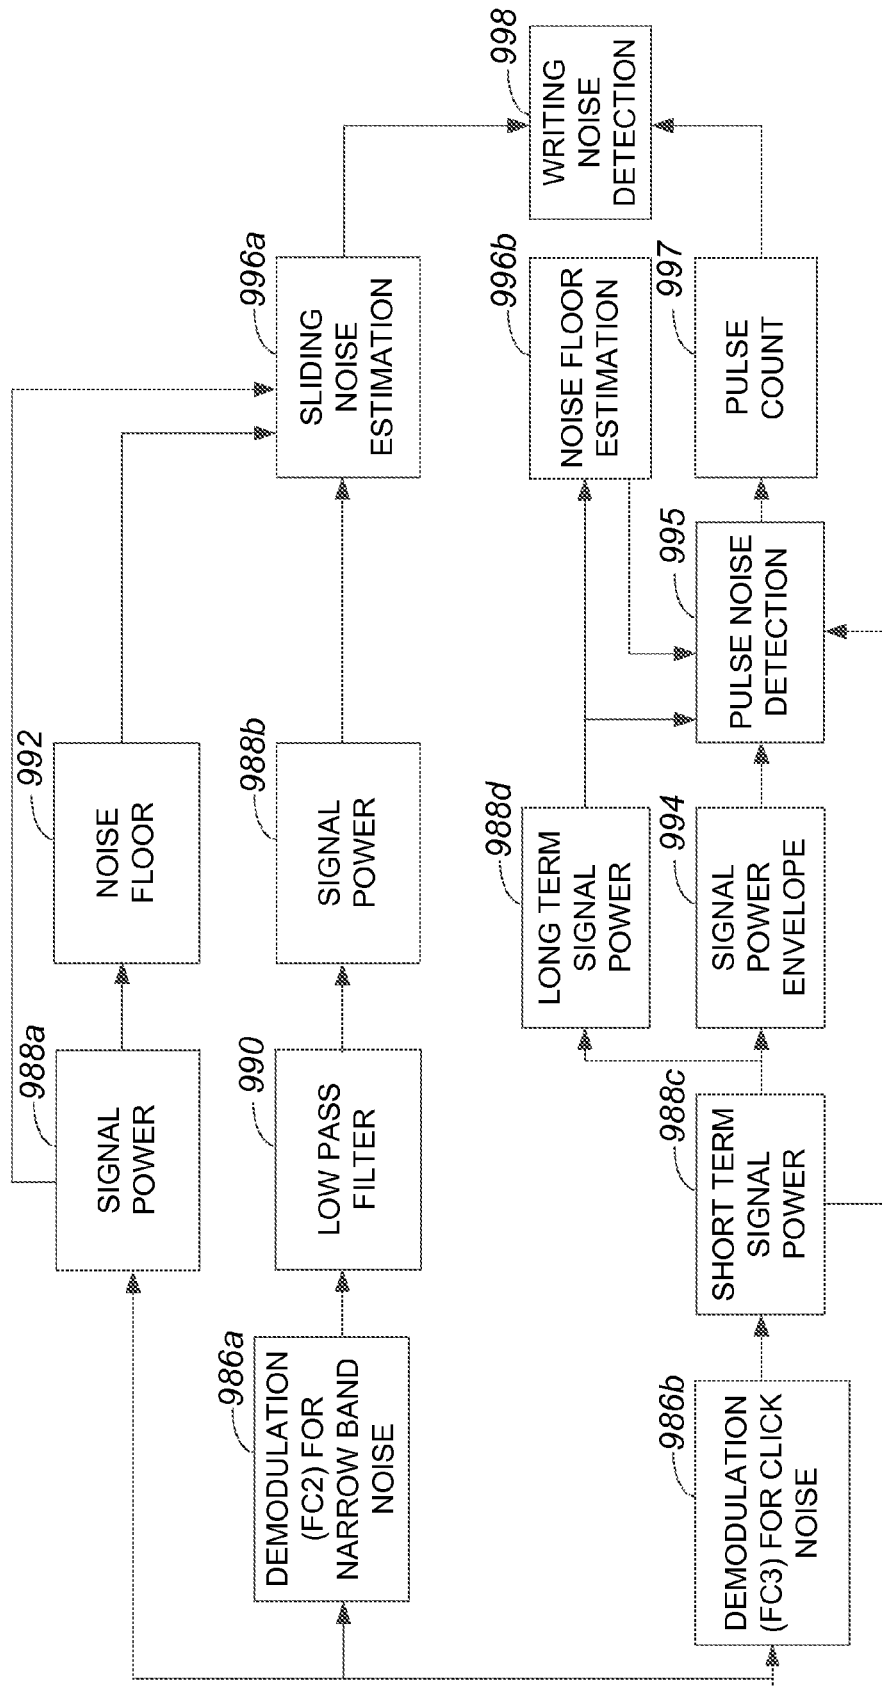 988a
SIGNAL
POWER
992
NOISE
FLOOR
986a
DEMODULATION
(FC2) FOR
NARROW BAND
NOISE
990
LOW PASS
FILTER
988b
SIGNAL
POWER
996a
SLIDING
NOISE
ESTIMATION
998
WRITING
NOISE
DETECTION
988d
LONG TERM
SIGNAL
POWER
996b
NOISE FLOOR
ESTIMATION
986b
DEMODULATION
(FC3) FOR CLICK
NOISE
988c
SHORT TERM
SIGNAL
POWER
994
SIGNAL
POWER
ENVELOPE
995
PULSE NOISE
DETECTION
997
PULSE
COUNT